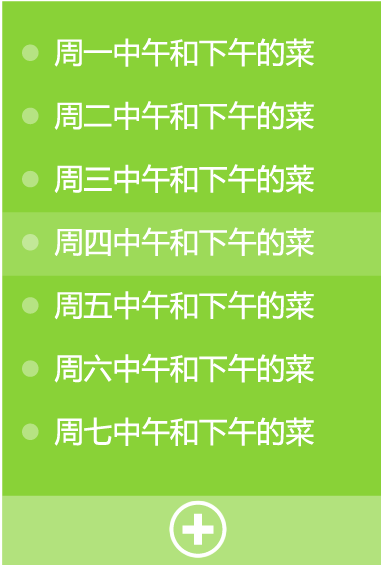 周一中午和下午的菜
周二中午和下午的菜
周三中午和下午的菜
周四中午和下午的菜
周五中午和下午的菜
周六中午和下午的菜
周七中午和下午的菜